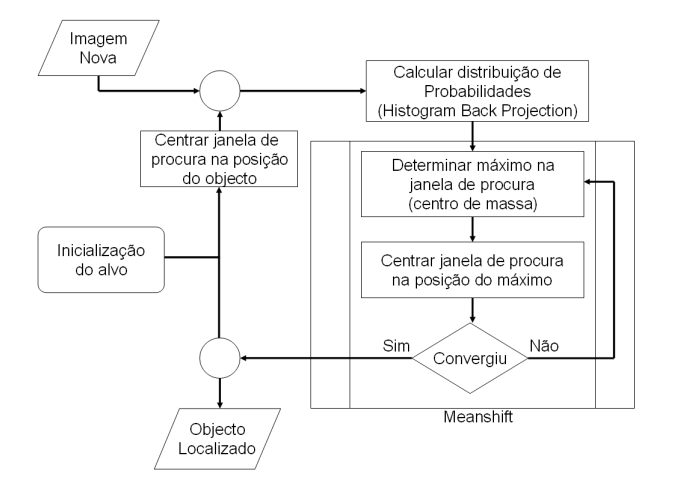 Imagem
Nova
Calcular distribuição de
Probabilidades
(Histogram Back Projection)
Centrar janela de
procura na posição
do objecto
Determinar máximo na
janela de procura
(centro de massa)
Inicialização
do alvo
Centrar janela de procura
na posição do máximo
Sim
Convergiu
Não
Meanshift
Objecto
Localizado